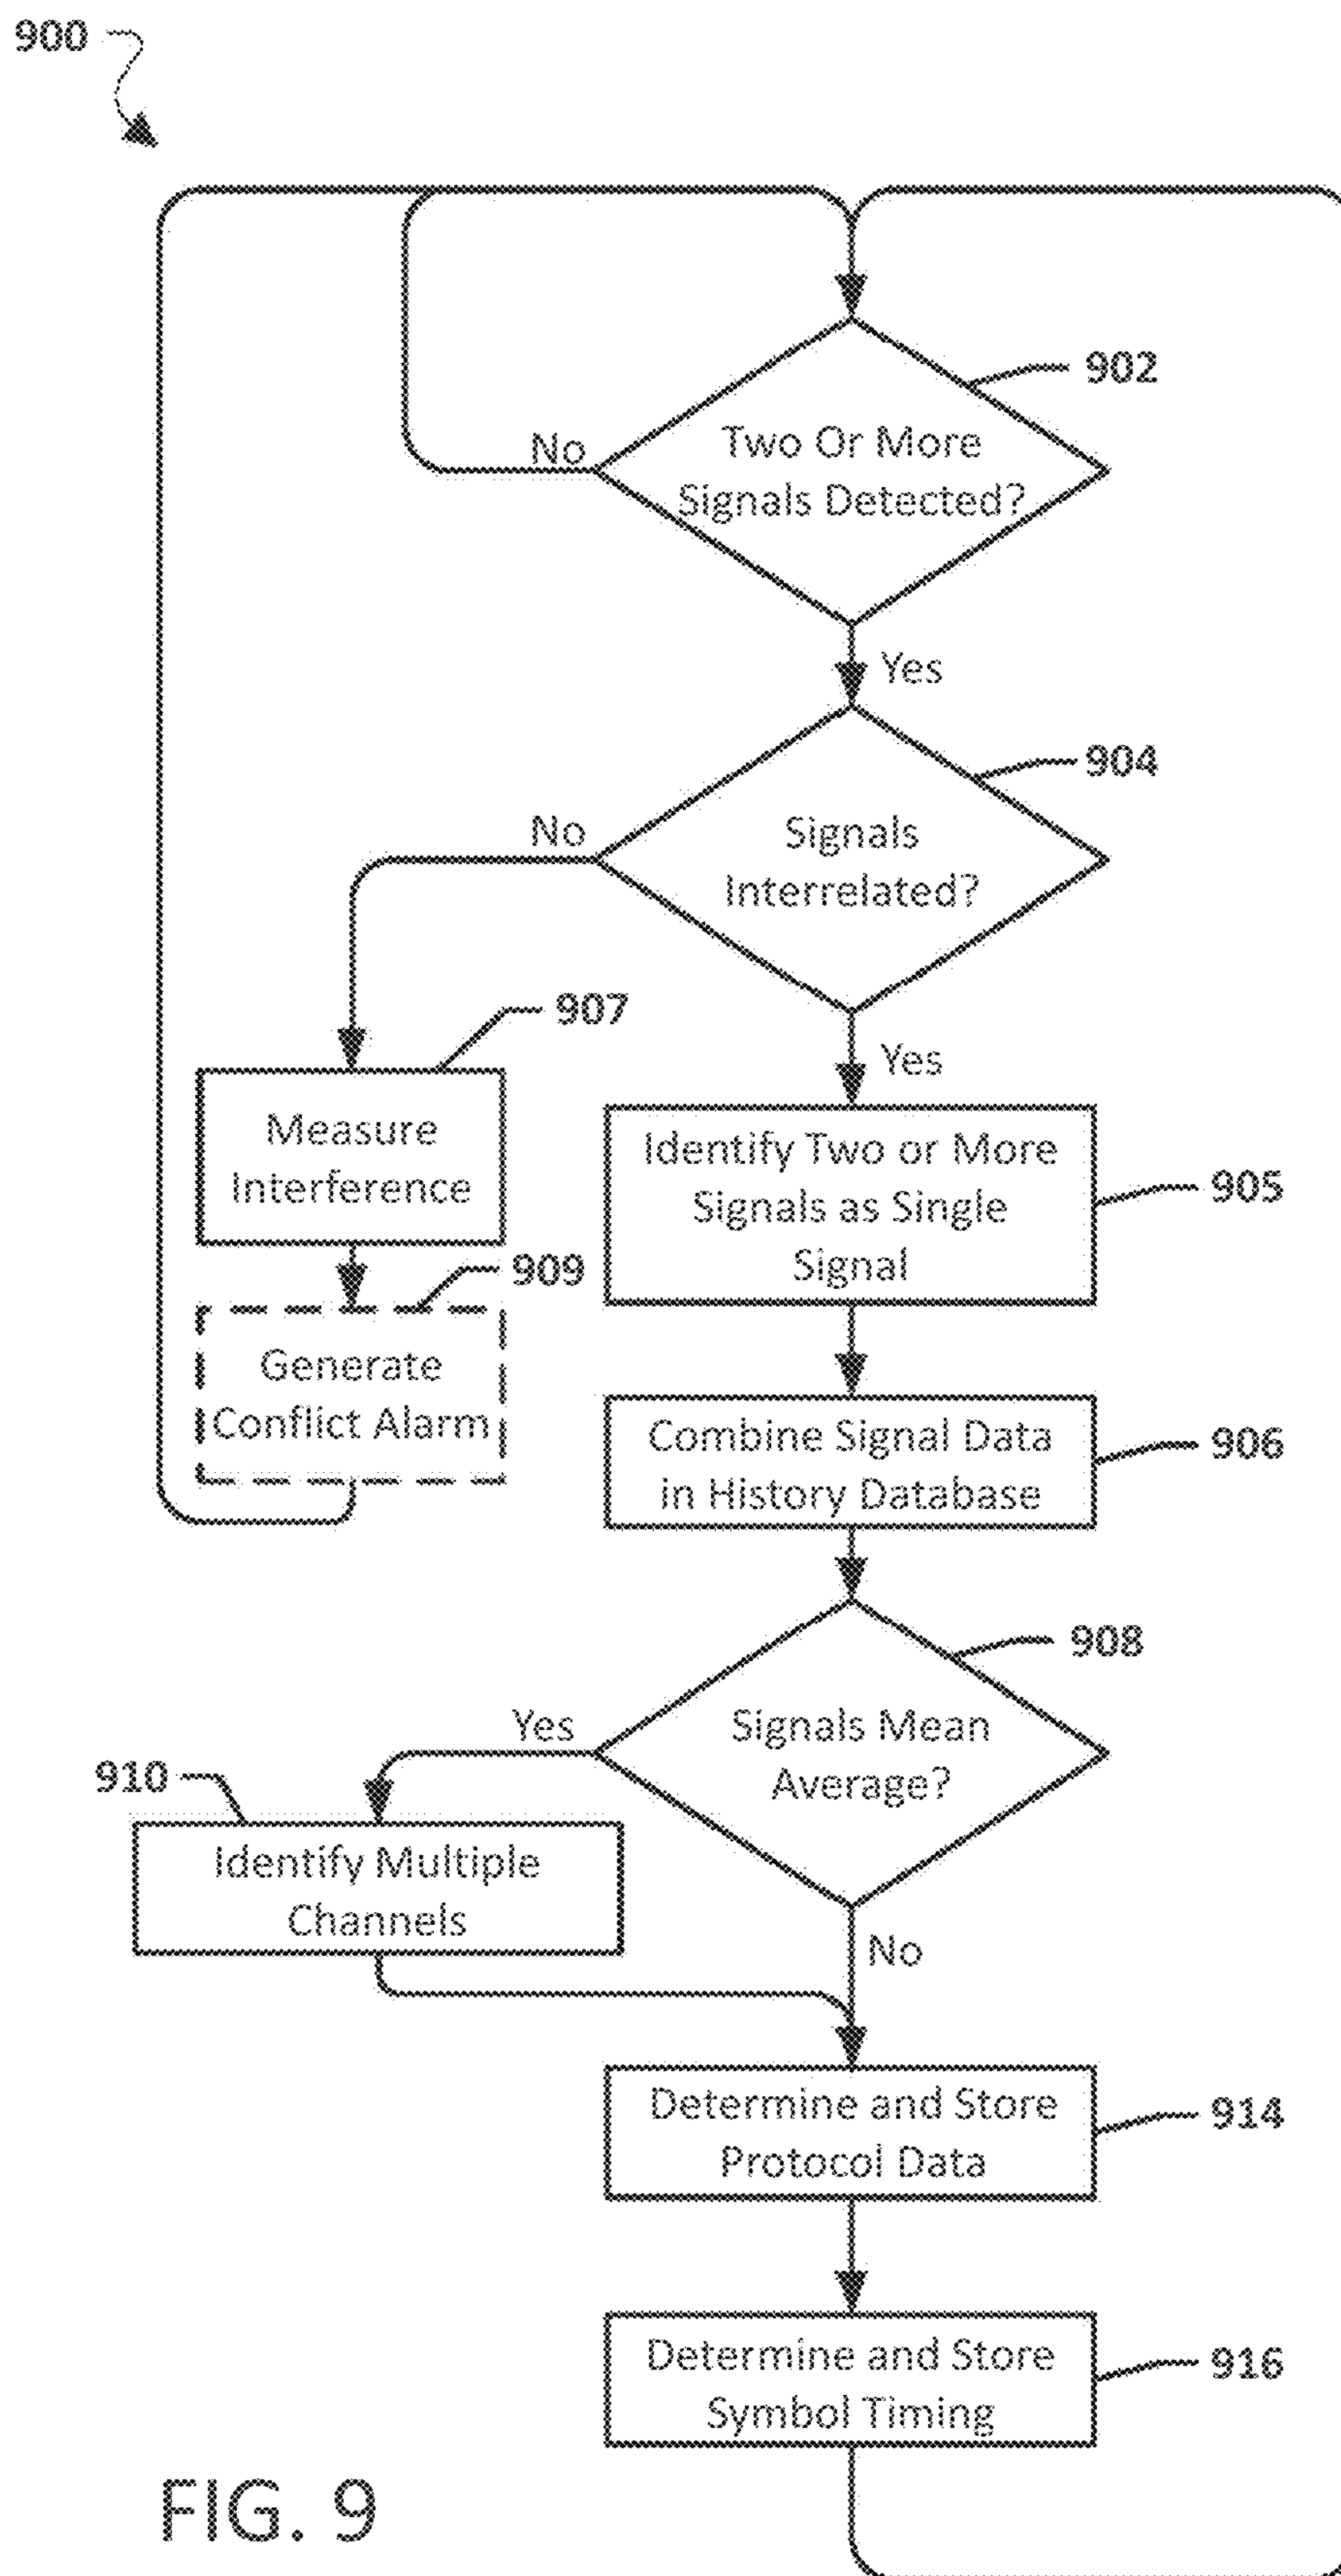 900
902
Two Or More
Signals Detected?
No
Yes
904
Signals
Interrelated?
No
Yes
907
Measure
Interference
905
Identify Two or More
Signals as Single
Signal
909
Generate
Conflict Alarm
906
Combine Signal Data
in History Database
908
Signals Mean
Average?
Yes
910
Identify Multiple
Channels
No
914
Determine and Store
Protocol Data
916
Determine and Store
Symbol Timing
FIG. 9